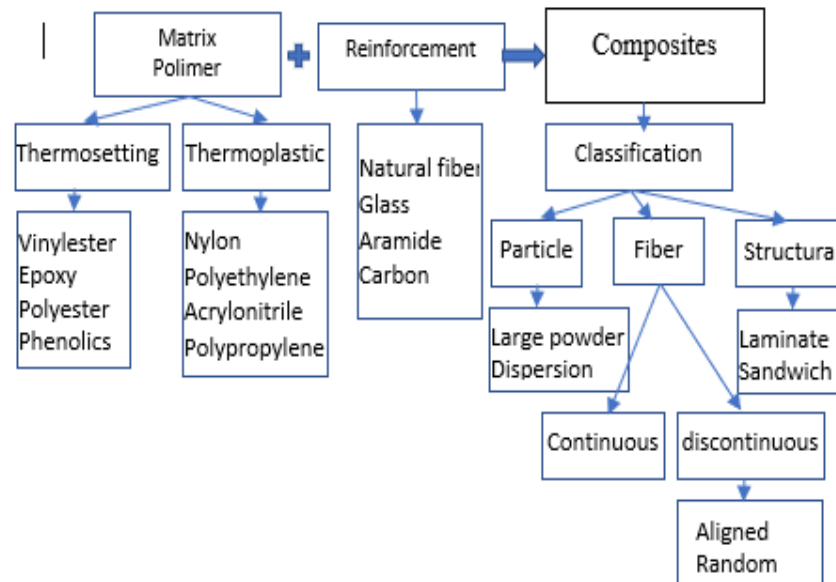 Matrix
Polimer
Reinforcement
Composites
Thermosetting
Thermoplastic
Natural fiber
Glass
Aramide
Carbon
Classification
Vinylester
Epoxy
Polyester
Phenolics
Nylon
Polyethylene
Acrylonitrile
Polypropylene
Particle
Fiber
Structura
Large powder
Dispersion
Laminate
Sandwich
Continuous
discontinuous
Aligned
Random